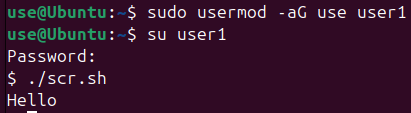 use@Ubuntu:~$ sudo usermod -aG use user1
use@Ubuntu:~$ su user1
Password:
$ ./scr.sh
Hello